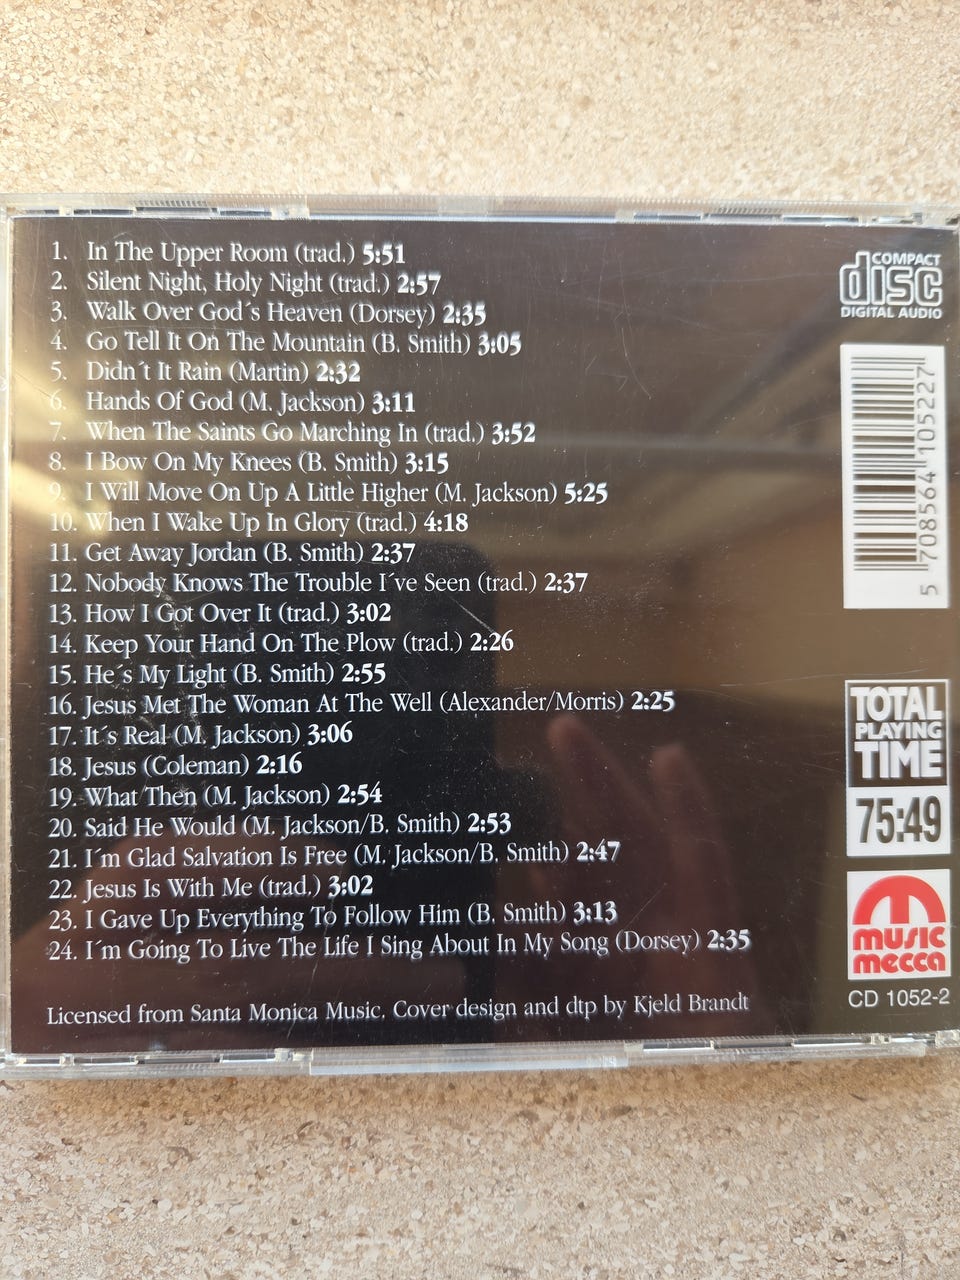 1. In The Upper Room (trad.) 5:51
2. Silent Night, Holy Night (trad.) 2:57
3. Walk Over God´s Heaven (Dorsey) 2:35
4. Go Tell It On The Mountain (B. Smith) 3:05
5. Didn´t It Rain (Martin) 2:32
6. Hands Of God (M. Jackson) 3:11
7. When The Saints Go Marching In (trad.) 3:52
8. I Bow On My Knees (B. Smith) 3:15
9. I Will Move On Up A Little Higher (M. Jackson) 5:25
10. When I Wake Up In Glory (trad.) 4:18
11. Get Away Jordan (B. Smith) 2:37
12. Nobody Knows The Trouble I´ve Seen (trad.) 2:37
13. How I Got Over It (trad.) 3:02
14. Keep Your Hand On The Plow (trad.) 2:26
15. He´s My Light (B. Smith) 2:55
16. Jesus Met The Woman At The Well (Alexander/Morris) 2:25
17. It´s Real (M. Jackson) 3:06
18. Jesus (Coleman) 2:16
19. What Then (M. Jackson) 2:54
20. Said He Would (M. Jackson/B. Smith) 2:53
21. I´m Glad Salvation Is Free (M. Jackson/B. Smith) 2:47
22. Jesus Is With Me (trad.) 3:02
23. I Gave Up Everything To Follow Him (B. Smith) 3:13
24. I´m Going To Live The Life I Sing About In My Song (Dorsey) 2:35
Licensed from Santa Monica Music. Cover design and dtp by Kjeld Brandt
COMPACT
disc
DIGITAL AUDIO
5 708564 105227
TOTAL
PLAYING
TIME
75:49
music
mecca
CD 1052-2